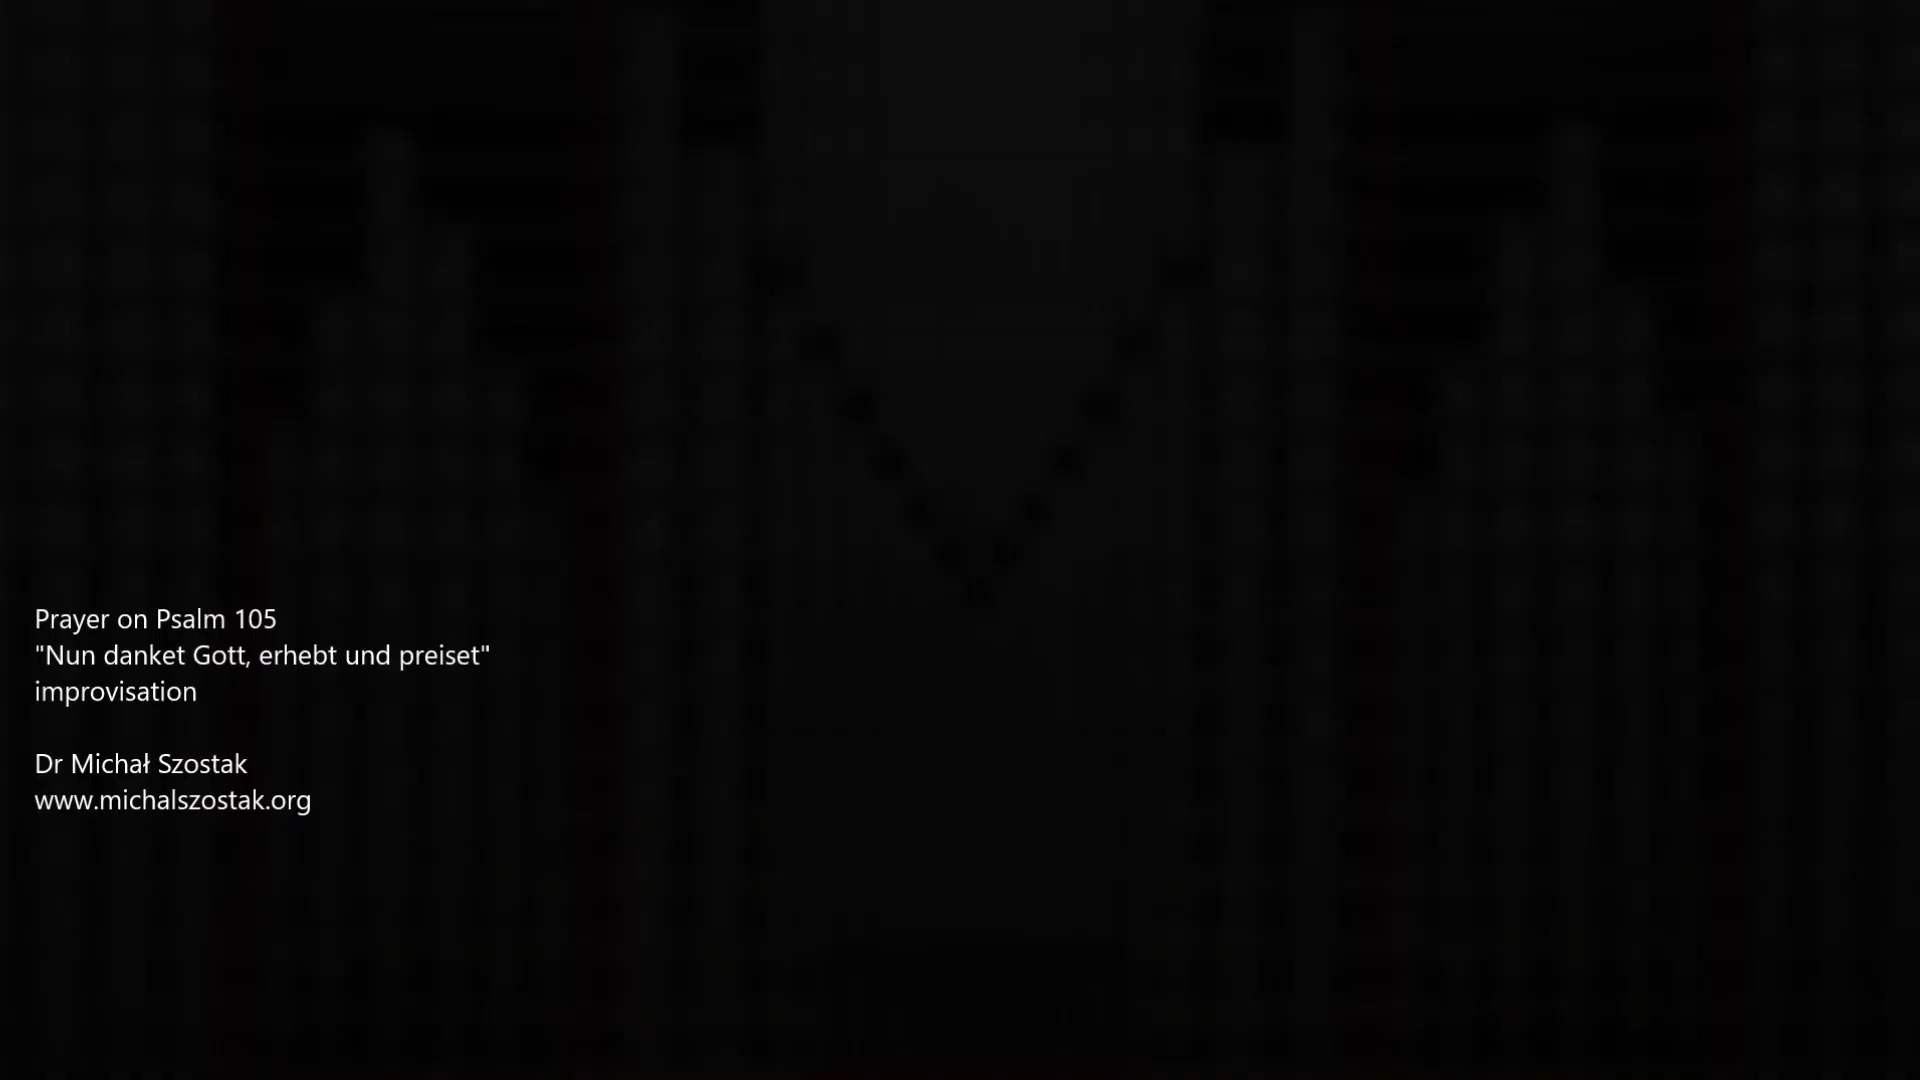 Prayer on Psalm 105
"Nun danket Gott, erhebt und preiset"
improvisation
Dr Michał Szostak
www.michalszostak.org